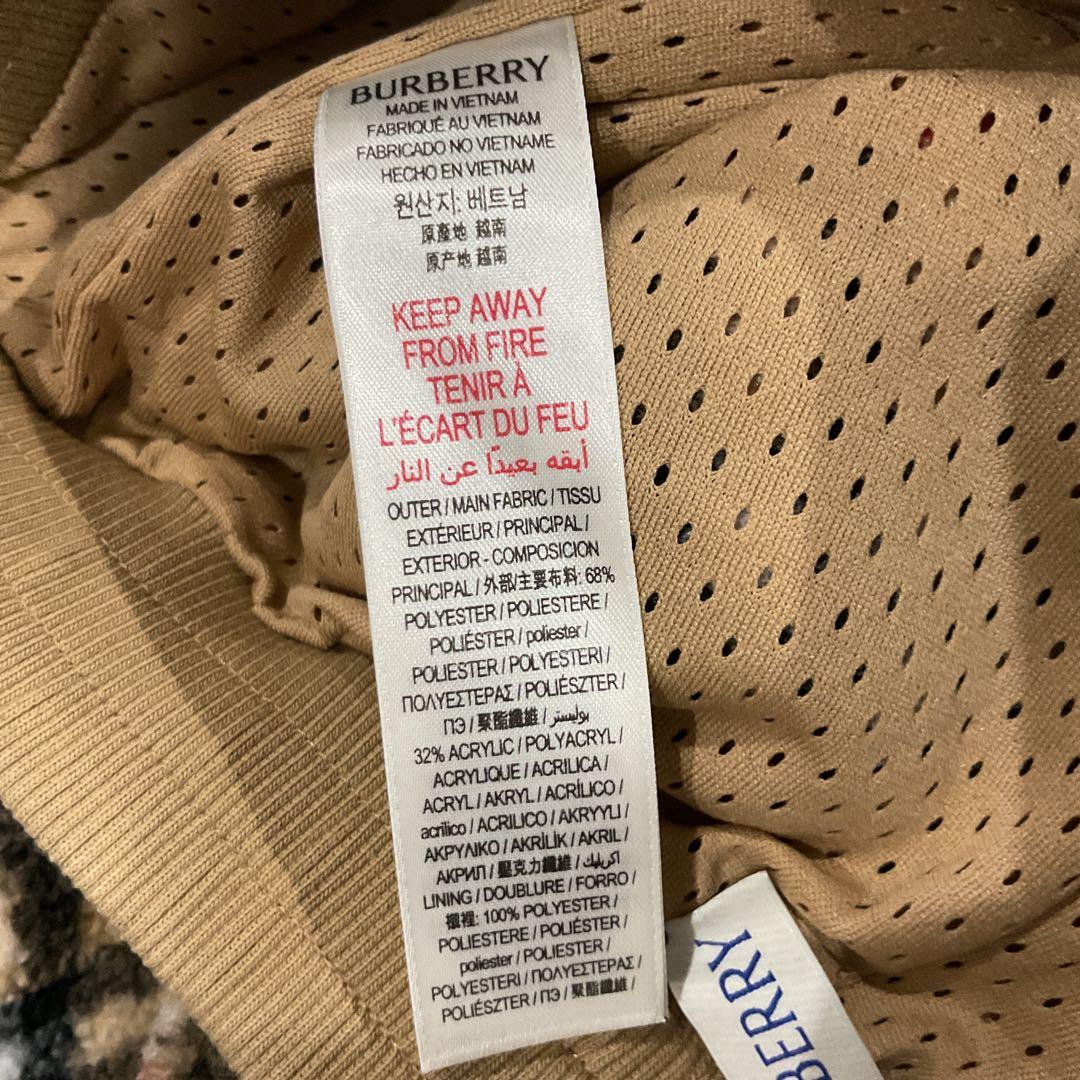 BURBERRY
MADE IN VIETNAM
FABRIQUÉ AU VIETNAM
FABRICADO NO VIETNAME
HECHO EN VIETNAM
원산지: 베트남
原產地 越南
原产地 越南
KEEP AWAY
FROM FIRE
TENIR À
L'ÉCART DU FEU
أبقه بعيدًا عن النار
OUTER / MAIN FABRIC / TISSU
EXTÉRIEUR / PRINCIPAL /
EXTERIOR - COMPOSICION
PRINCIPAL / 外部/主要布料: 68%
POLYESTER / POLIESTERE /
POLIÉSTER / poliester /
POLIESTER / POLYESTERI /
ΠΟΛΥΕΣΤΕΡΑΣ / POLIÉSZTER /
ПЭ / 聚酯纖維 / بوليستر
32% ACRYLIC / POLYACRYL /
ACRYLIQUE / ACRILICA /
ACRYL / AKRYL / ACRÍLICO /
acrílico / ACRILICO / AKRYYLI /
ΑΚΡΥΛΙΚΟ / AKRİLİK / AKRIL /
АКРИЛ / 壓克力纖維 / اكريليك
LINING / DOUBLURE / FORRO /
襯裡: 100% POLYESTER /
POLIESTERE / POLIÉSTER /
poliester / POLIESTER /
POLYESTERI / ΠΟΛΥΕΣΤΕΡΑΣ /
POLIÉSZTER / ПЭ / 聚酯纖維 /
BERRY